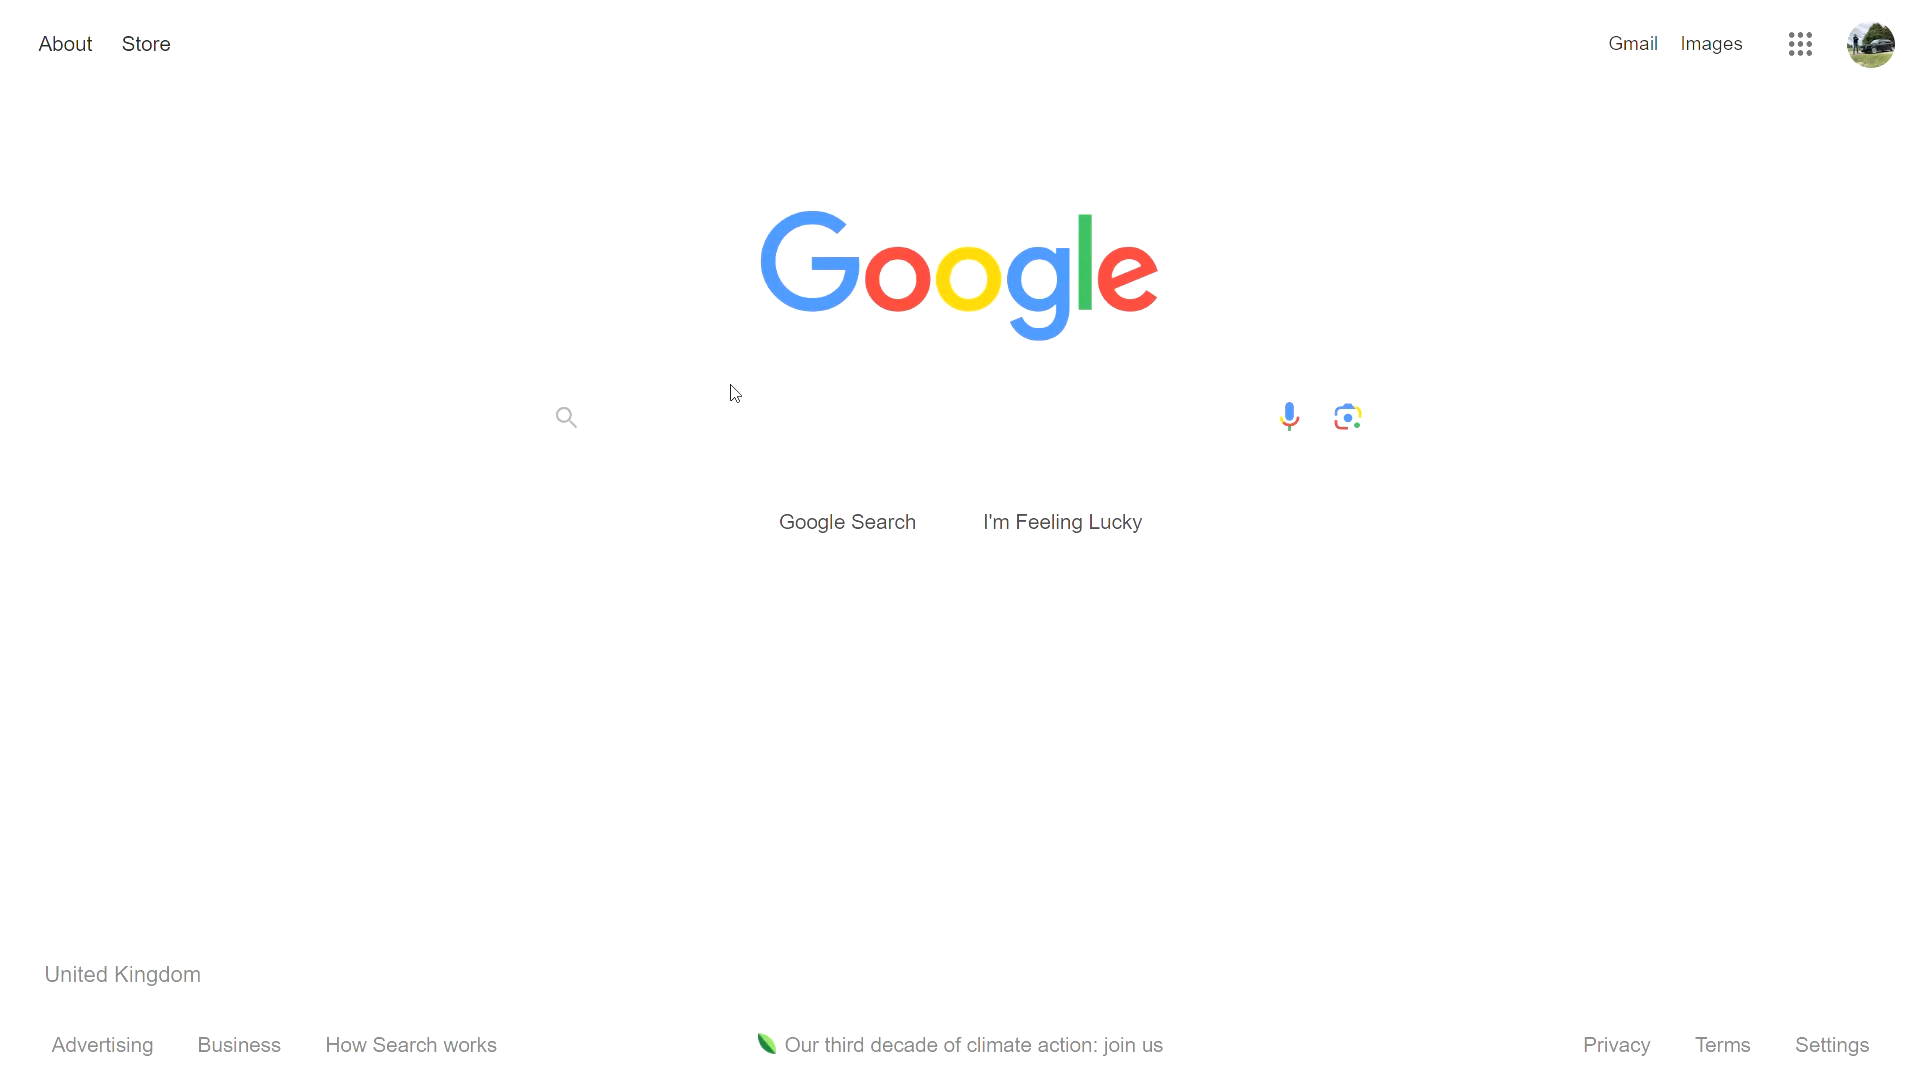 About Store
Gmail Images
Google
Google Search I'm Feeling Lucky
United Kingdom
Advertising Business How Search works
Our third decade of climate action: join us
Privacy Terms Settings